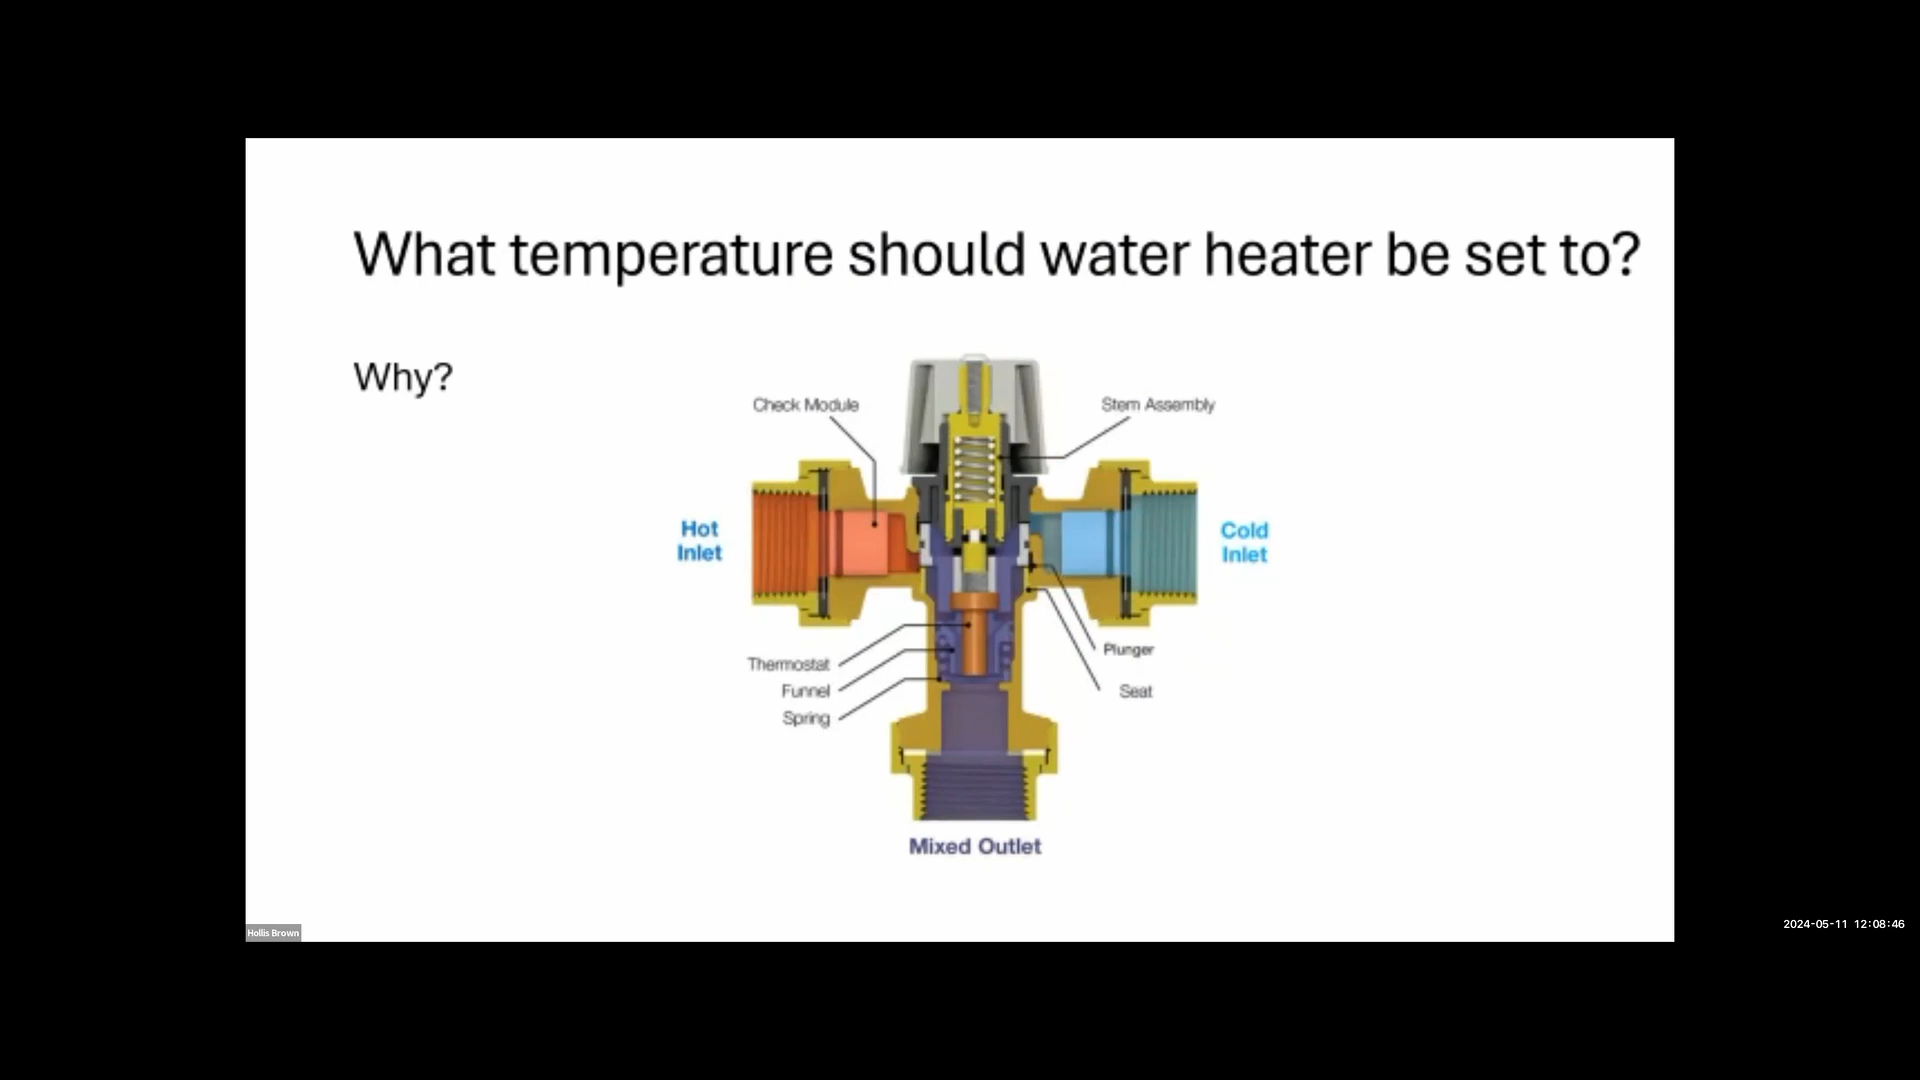 What temperature should water heater be set to?
Why?
Check Module
Stem Assembly
Hot
Inlet
Cold
Inlet
Thermostat
Funnel
Spring
Plunger
Seat
Mixed Outlet
Hollis Brown
2024-05-11 12:08:46